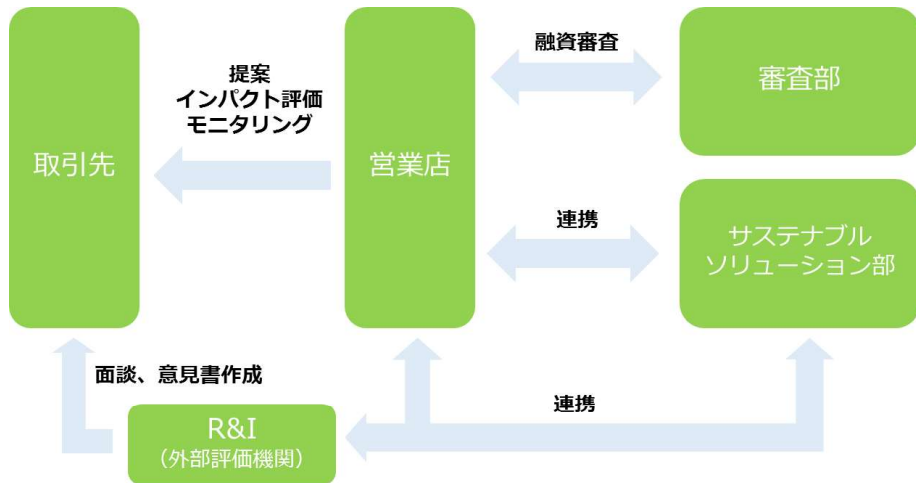 融資審査
審査部
提案
インパクト評価
モニタリング
取引先
営業店
連携
サステナブル
ソリューション部
面談、意見書作成
連携
R&I
（外部評価機関）